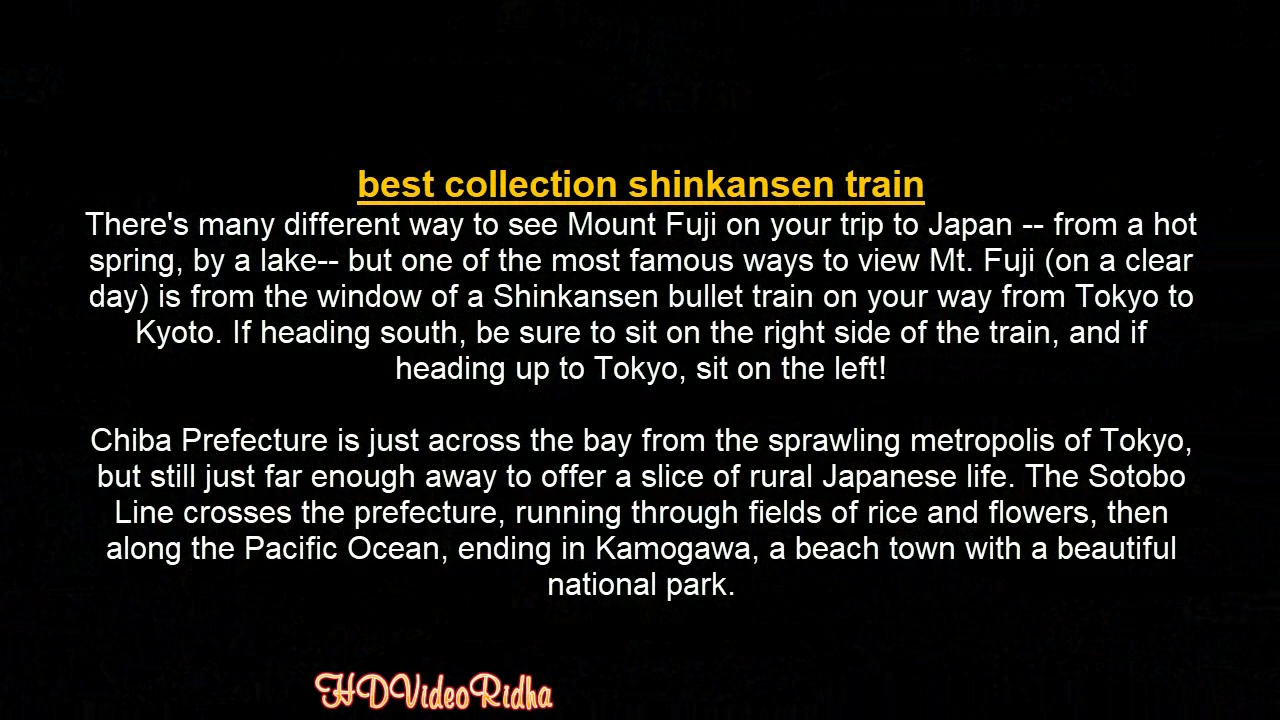 best collection shinkansen train
There's many different way to see Mount Fuji on your trip to Japan -- from a hot
spring, by a lake-- but one of the most famous ways to view Mt. Fuji (on a clear
day) is from the window of a Shinkansen bullet train on your way from Tokyo to
Kyoto. If heading south, be sure to sit on the right side of the train, and if
heading up to Tokyo, sit on the left!
Chiba Prefecture is just across the bay from the sprawling metropolis of Tokyo,
but still just far enough away to offer a slice of rural Japanese life. The Sotobo
Line crosses the prefecture, running through fields of rice and flowers, then
along the Pacific Ocean, ending in Kamogawa, a beach town with a beautiful
national park.
HDVideoRidha